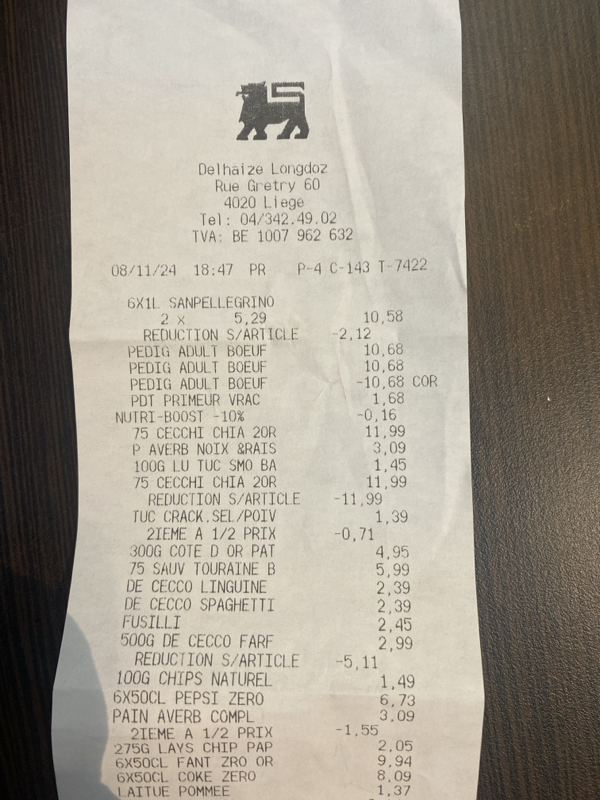 Delhaize Longdoz
Rue Gretry 60
4020 Liege
Tel: 04/342.49.02
TVA: BE 1007 962 632
08/11/24 18:47 PR P-4 C-143 T-7422
6X1L SANPELLEGRINO
2 x 5,29 10,58
REDUCTION S/ARTICLE -2,12
PEDIG ADULT BOEUF 10,68
PEDIG ADULT BOEUF 10,68
PEDIG ADULT BOEUF -10,68 COR
PDT PRIMEUR VRAC 1,68
NUTRI-BOOST -10% -0,16
75 CECCHI CHIA 20R 11,99
P AVERB NOIX &RAIS 3,09
100G LU TUC SMO BA 1,45
75 CECCHI CHIA 20R 11,99
REDUCTION S/ARTICLE -11,99
TUC CRACK.SEL/POIV 1,39
2IEME A 1/2 PRIX -0,71
300G COTE D OR PAT 4,95
75 SAUV TOURAINE B 5,99
DE CECCO LINGUINE 2,39
DE CECCO SPAGHETTI 2,39
FUSILLI 2,45
500G DE CECCO FARF 2,99
REDUCTION S/ARTICLE -5,11
100G CHIPS NATUREL 1,49
6X50CL PEPSI ZERO 6,73
PAIN AVERB COMPL 3,09
2IEME A 1/2 PRIX -1,55
275G LAYS CHIP PAP 2,05
6X50CL FANT ZRO OR 9,94
6X50CL COKE ZERO 8,09
LAITUE POMMEE 1,37